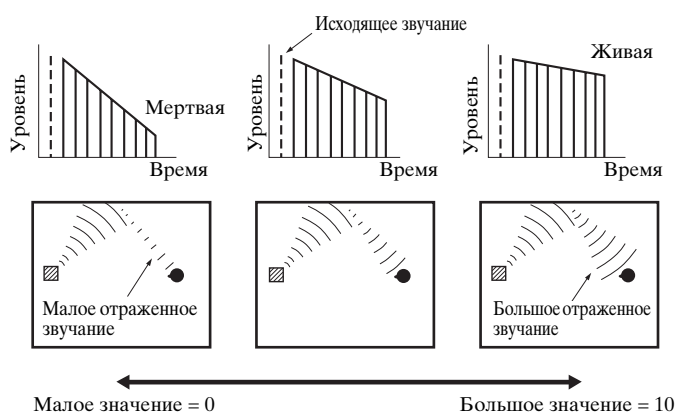 Исходящее звучание
Уровень
Мертвая
Время
Уровень
Время
Уровень
Живая
Время
Малое отраженное
звучание
Большое отраженное
звучание
Малое значение = 0
Большое значение = 10